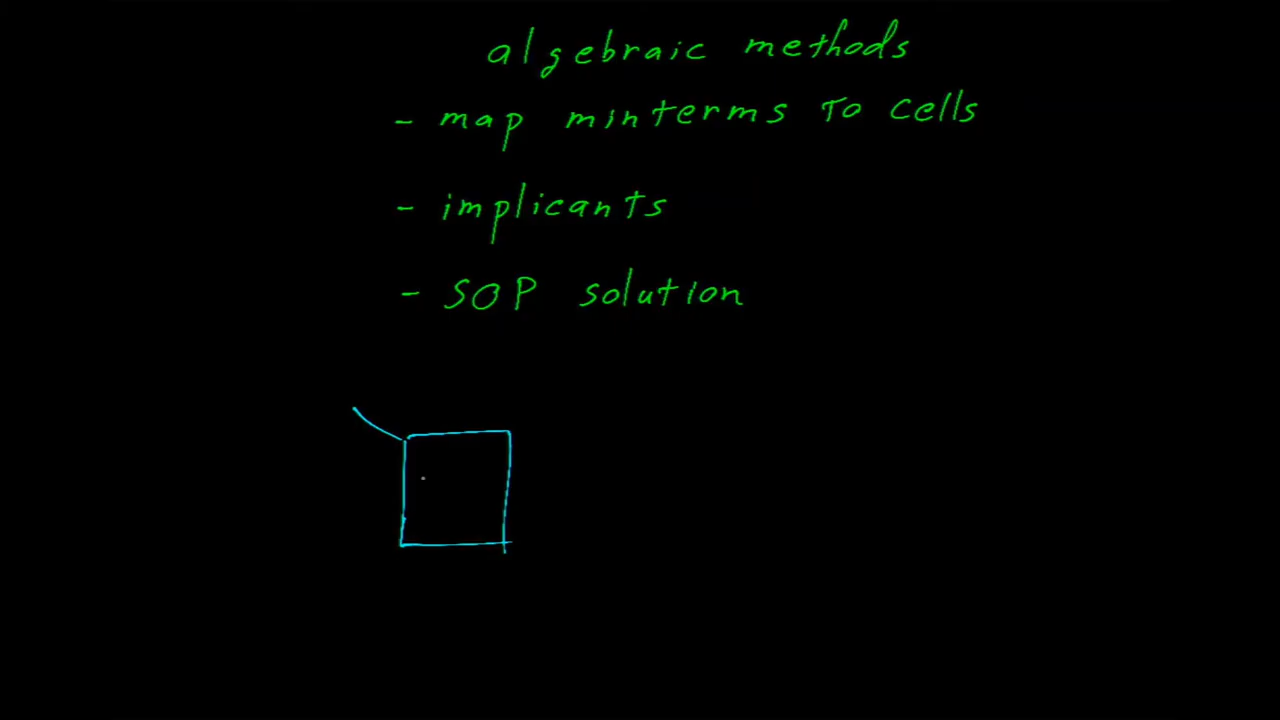 algebraic methods
- map minterms to cells
- implicants
- SOP solution